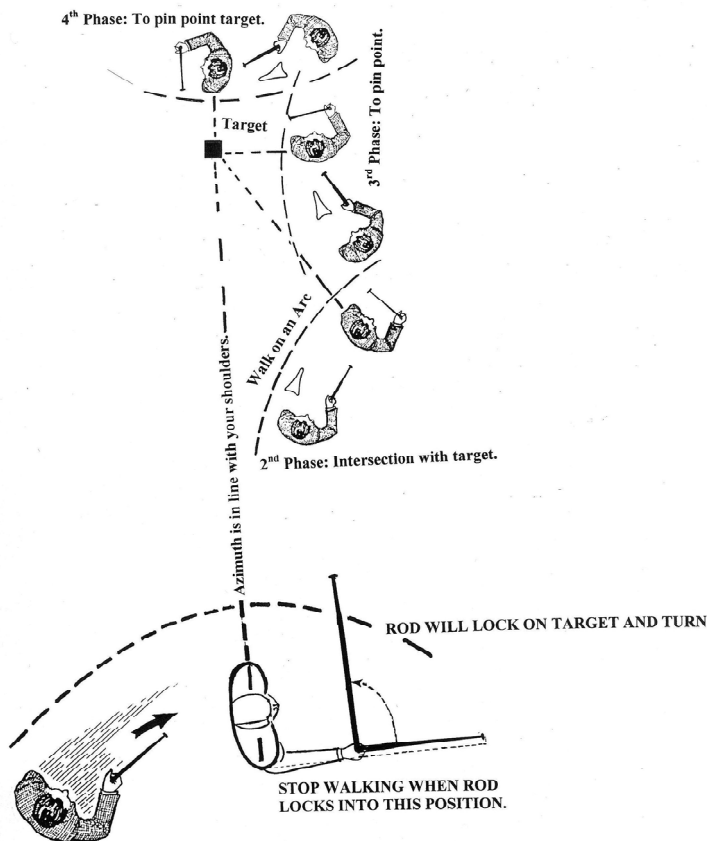 4th Phase: To pin point target.
3rd Phase: To pin point.
Target
Walk on an Arc
2nd Phase: Intersection with target.
Azimuth is in line with your shoulders.
ROD WILL LOCK ON TARGET AND TURN
STOP WALKING WHEN ROD
LOCKS INTO THIS POSITION.